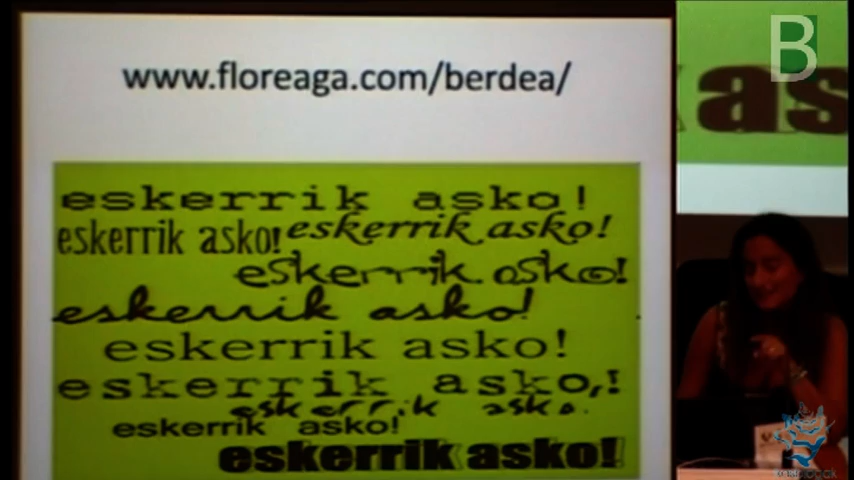 www.floreaga.com/berdea/
B
as
eskerrik asko!
eskerrik asko! eskerrik asko!
eskerrik asko!
eskerrik asko!
eskerrik asko!
eskerrik asko,!
eskerrik asko.
eskerrik asko!
eskerrik asko!